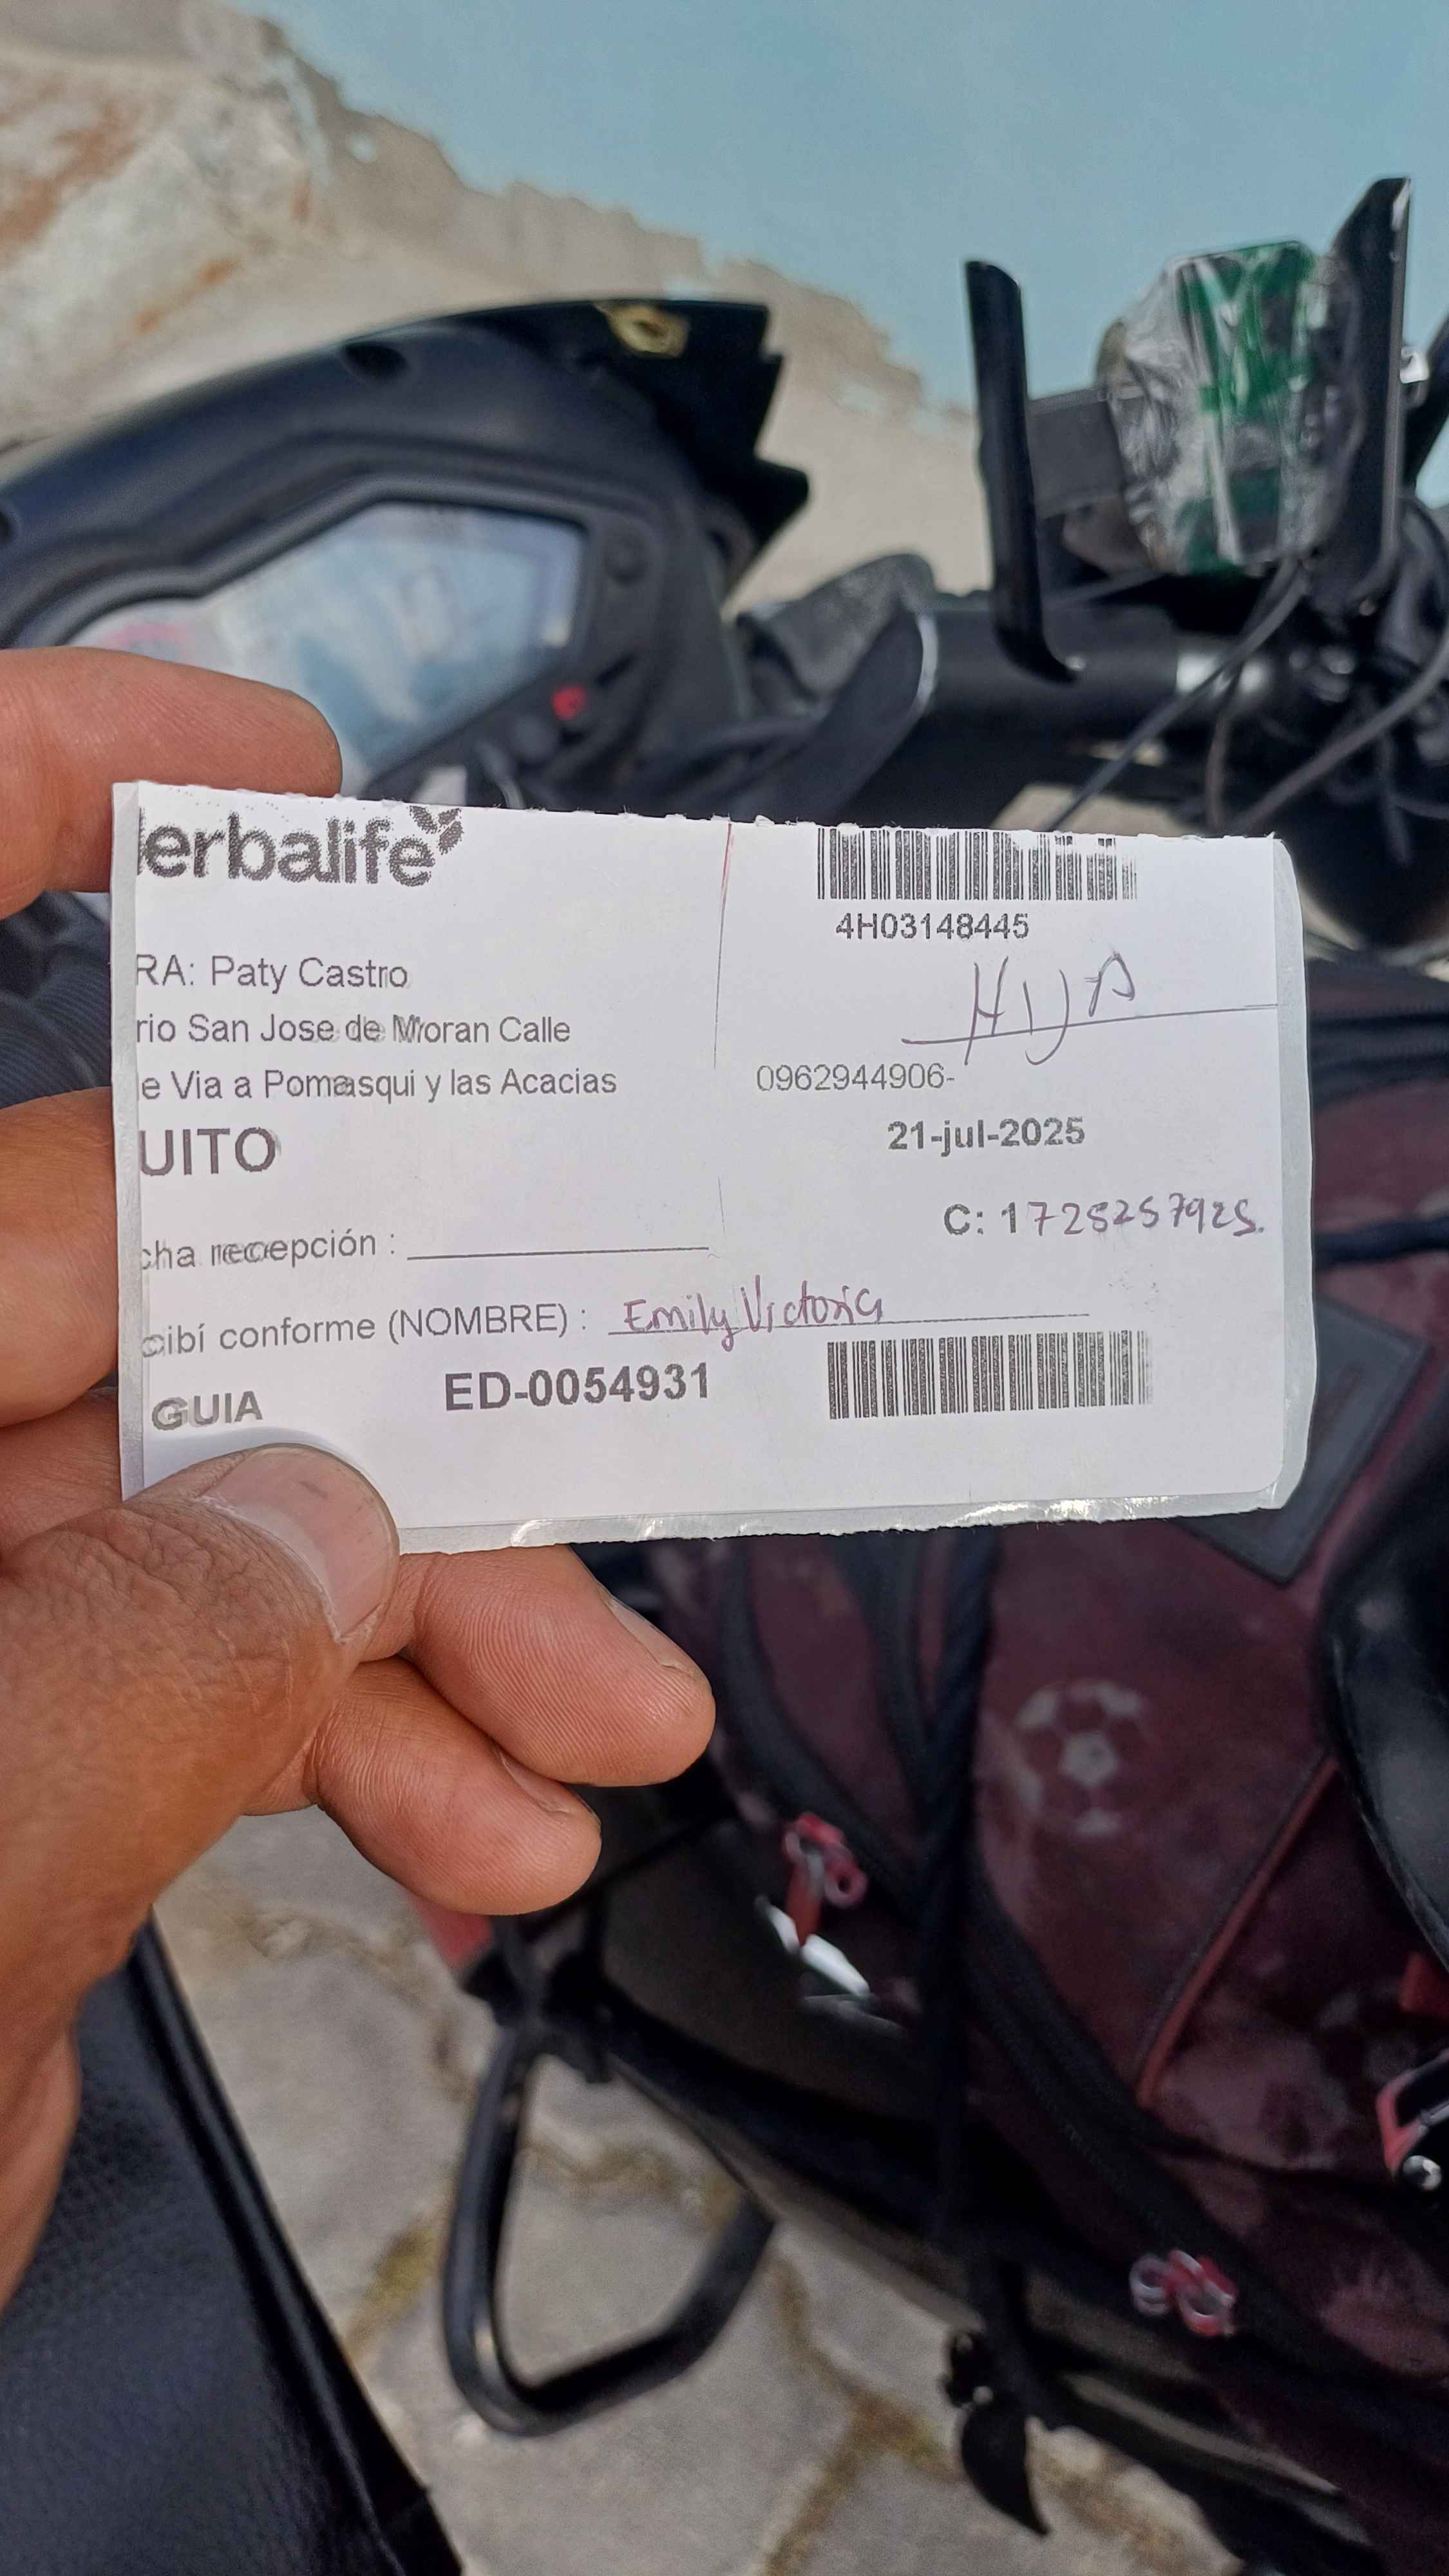 erbalife
4H03148445
RA: Paty Castro
HIJA
rio San Jose de Moran Calle
e Via a Pomasqui y las Acacias
0962944906-
UITO
21-jul-2025
C: 1725257925.
cha recepción :
cibí conforme (NOMBRE) : Emily Victoria
GUIA
ED-0054931